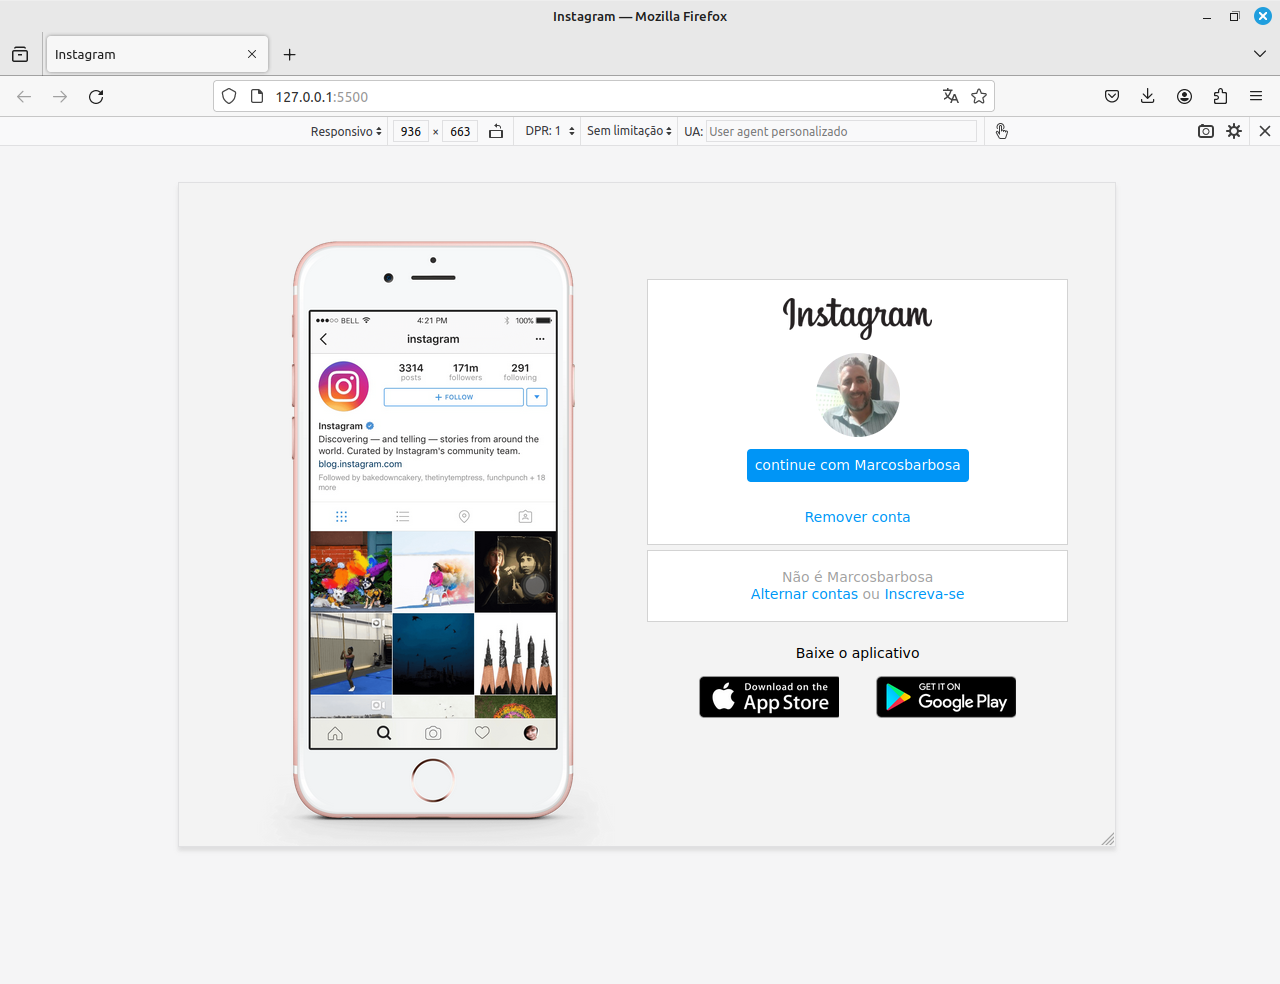 Instagram — Mozilla Firefox
Instagram
127.0.0.1:5500
Responsivo 936 × 663 DPR: 1 Sem limitação UA: User agent personalizado
BELL 4:21 PM 100%
instagram
3314 171m 291
posts followers following
+ FOLLOW
Instagram
Discovering — and telling — stories from around the
world. Curated by Instagram's community team.
blog.instagram.com
Followed by bakedowncakery, thetinytemptress, funchpunch + 18
more
Instagram
continue com Marcosbarbosa
Remover conta
Não é Marcosbarbosa
Alternar contas ou Inscreva-se
Baixe o aplicativo
Download on the
App Store
GET IT ON
Google Play